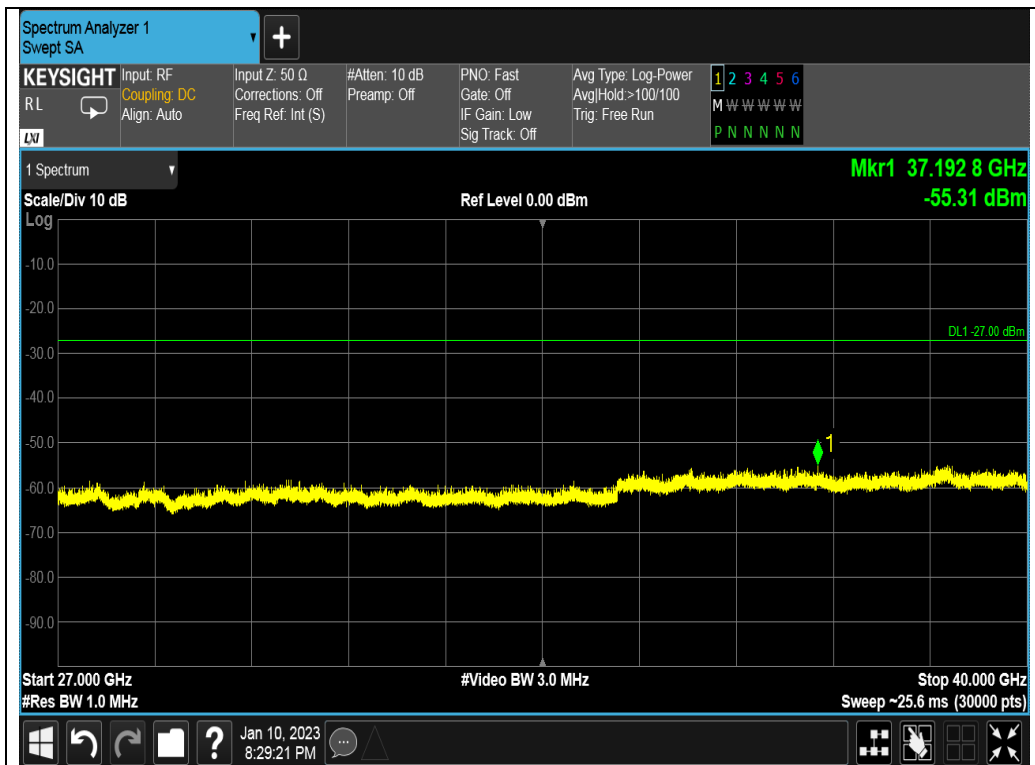 Spectrum Analyzer 1
Swept SA
KEYSIGHT
RL
LXI
Input: RF
Coupling: DC
Align: Auto
Input Z: 50 Ω
Corrections: Off
Freq Ref: Int (S)
#Atten: 10 dB
Preamp: Off
PNO: Fast
Gate: Off
IF Gain: Low
Sig Track: Off
Avg Type: Log-Power
Avg|Hold:>100/100
Trig: Free Run
1 2 3 4 5 6
M W W W W W
P N N N N N
1 Spectrum
Mkr1 37.192 8 GHz
-55.31 dBm
Scale/Div 10 dB
Ref Level 0.00 dBm
Log
-10.0
-20.0
DL1 -27.00 dBm
-30.0
-40.0
-50.0
1
-60.0
-70.0
-80.0
-90.0
Start 27.000 GHz
#Video BW 3.0 MHz
Stop 40.000 GHz
#Res BW 1.0 MHz
Sweep ~25.6 ms (30000 pts)
?
Jan 10, 2023
8:29:21 PM